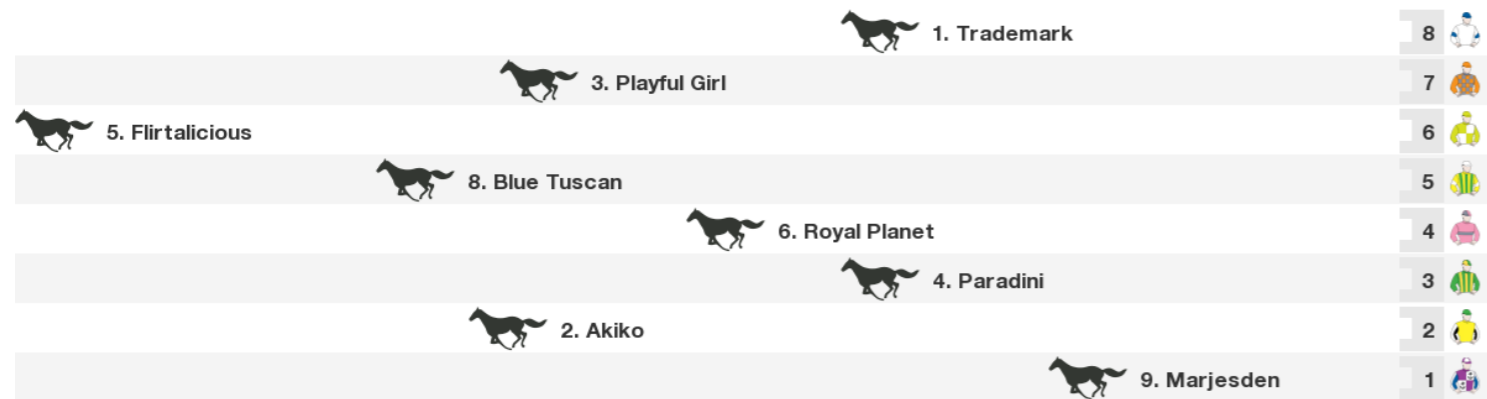 1. Trademark 8
3. Playful Girl 7
5. Flirtalicious 6
8. Blue Tuscan 5
6. Royal Planet 4
4. Paradini 3
2. Akiko 2
9. Marjesden 1